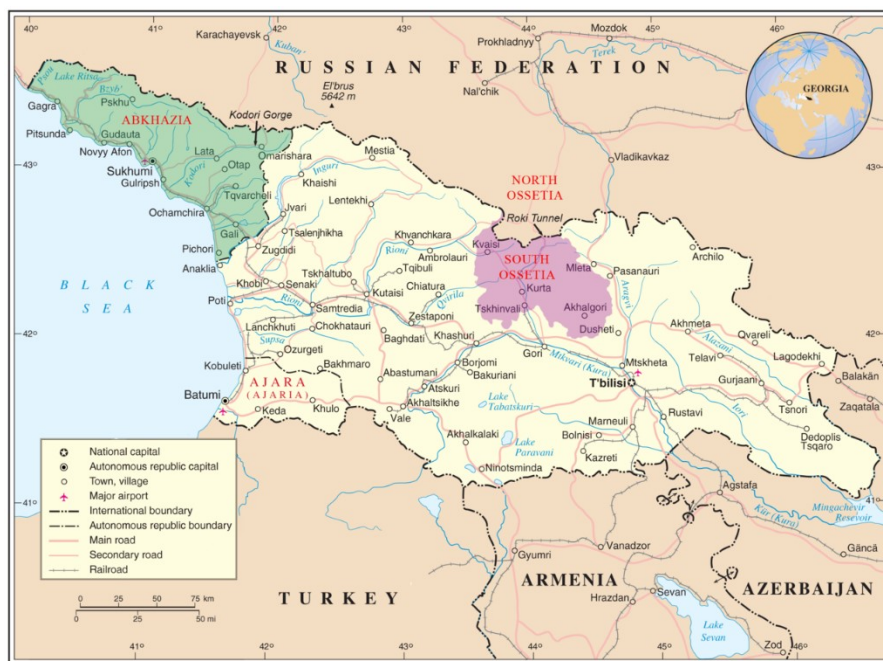 40°
41°
42°
43°
44°
45°
46°
Karachayevsk
Kuban'
Prokhladnyy
Mozdok
Terek
RUSSIAN FEDERATION
Nal'chik
El'brus
5642 m
GEORGIA
Lake Ritsa
Bzyb'
Pskhu
Gagra
Kodori Gorge
ABKHAZIA
Pitsunda
Gudauta
Novyy Afon
Lata
Omarishara
Mestia
43°
43°
Vladikavkaz
Sukhumi
Kodori
Otap
Inguri
Khaishi
Gulripsh
Tqvarcheli
NORTH
OSSETIA
Lentekhi
Jvari
Ochamchira
Roki Tunnel
Gali
Tsalenjhikha
Khvanchkara
Kvaisi
Pichori
Zugdidi
Rioni
Ambrolauri
SOUTH
OSSETIA
Mleta
Archilo
Anaklia
Tskhaltubo
Tqibuli
Pasanauri
Khobi
Senaki
Chiatura
Kurta
Aragvi
BLACK
SEA
Kutaisi
Qvirila
Poti
Rioni
Samtredia
Tskhinvali
Akhalgori
Zestaponi
Akhmeta
Qvareli
Lanchkhuti
Chokhatauri
Dusheti
Alazani
42°
42°
Baghdati
Khashuri
Supsa
Gori
Telavi
Lagodekhi
Ozurgeti
Mtkvari (Kura)
Mtskheta
Kobuleti
Bakhmaro
Borjomi
Balakän
Abastumani
Bakuriani
T'bilisi
Gurjaani
AJARA
(AJARIA)
Atskuri
Batumi
Akhaltsikhe
Lake
Tabatskuri
Zaqatala
Tsnori
Keda
Khulo
Vale
Rustavi
Iori
Marneuli
Bolnisi
Dedoplis
Tsqaro
Akhalkalaki
Lake
Paravani
Kazreti
Ninotsminda
National capital
Autonomous republic capital
Town, village
Major airport
International boundary
Autonomous republic boundary
Main road
Secondary road
Railroad
41°
41°
Agstafa
Mingachevir
Resevoir
Kür (Kura)
Gyumri
Vanadzor
Gäncä
TURKEY
ARMENIA
AZERBAIJAN
Hrazdan
Sevan
Lake
Sevan
Zod
0 25 50 75 km
0 25 50 mi
41°
42°
43°
44°
45°
46°